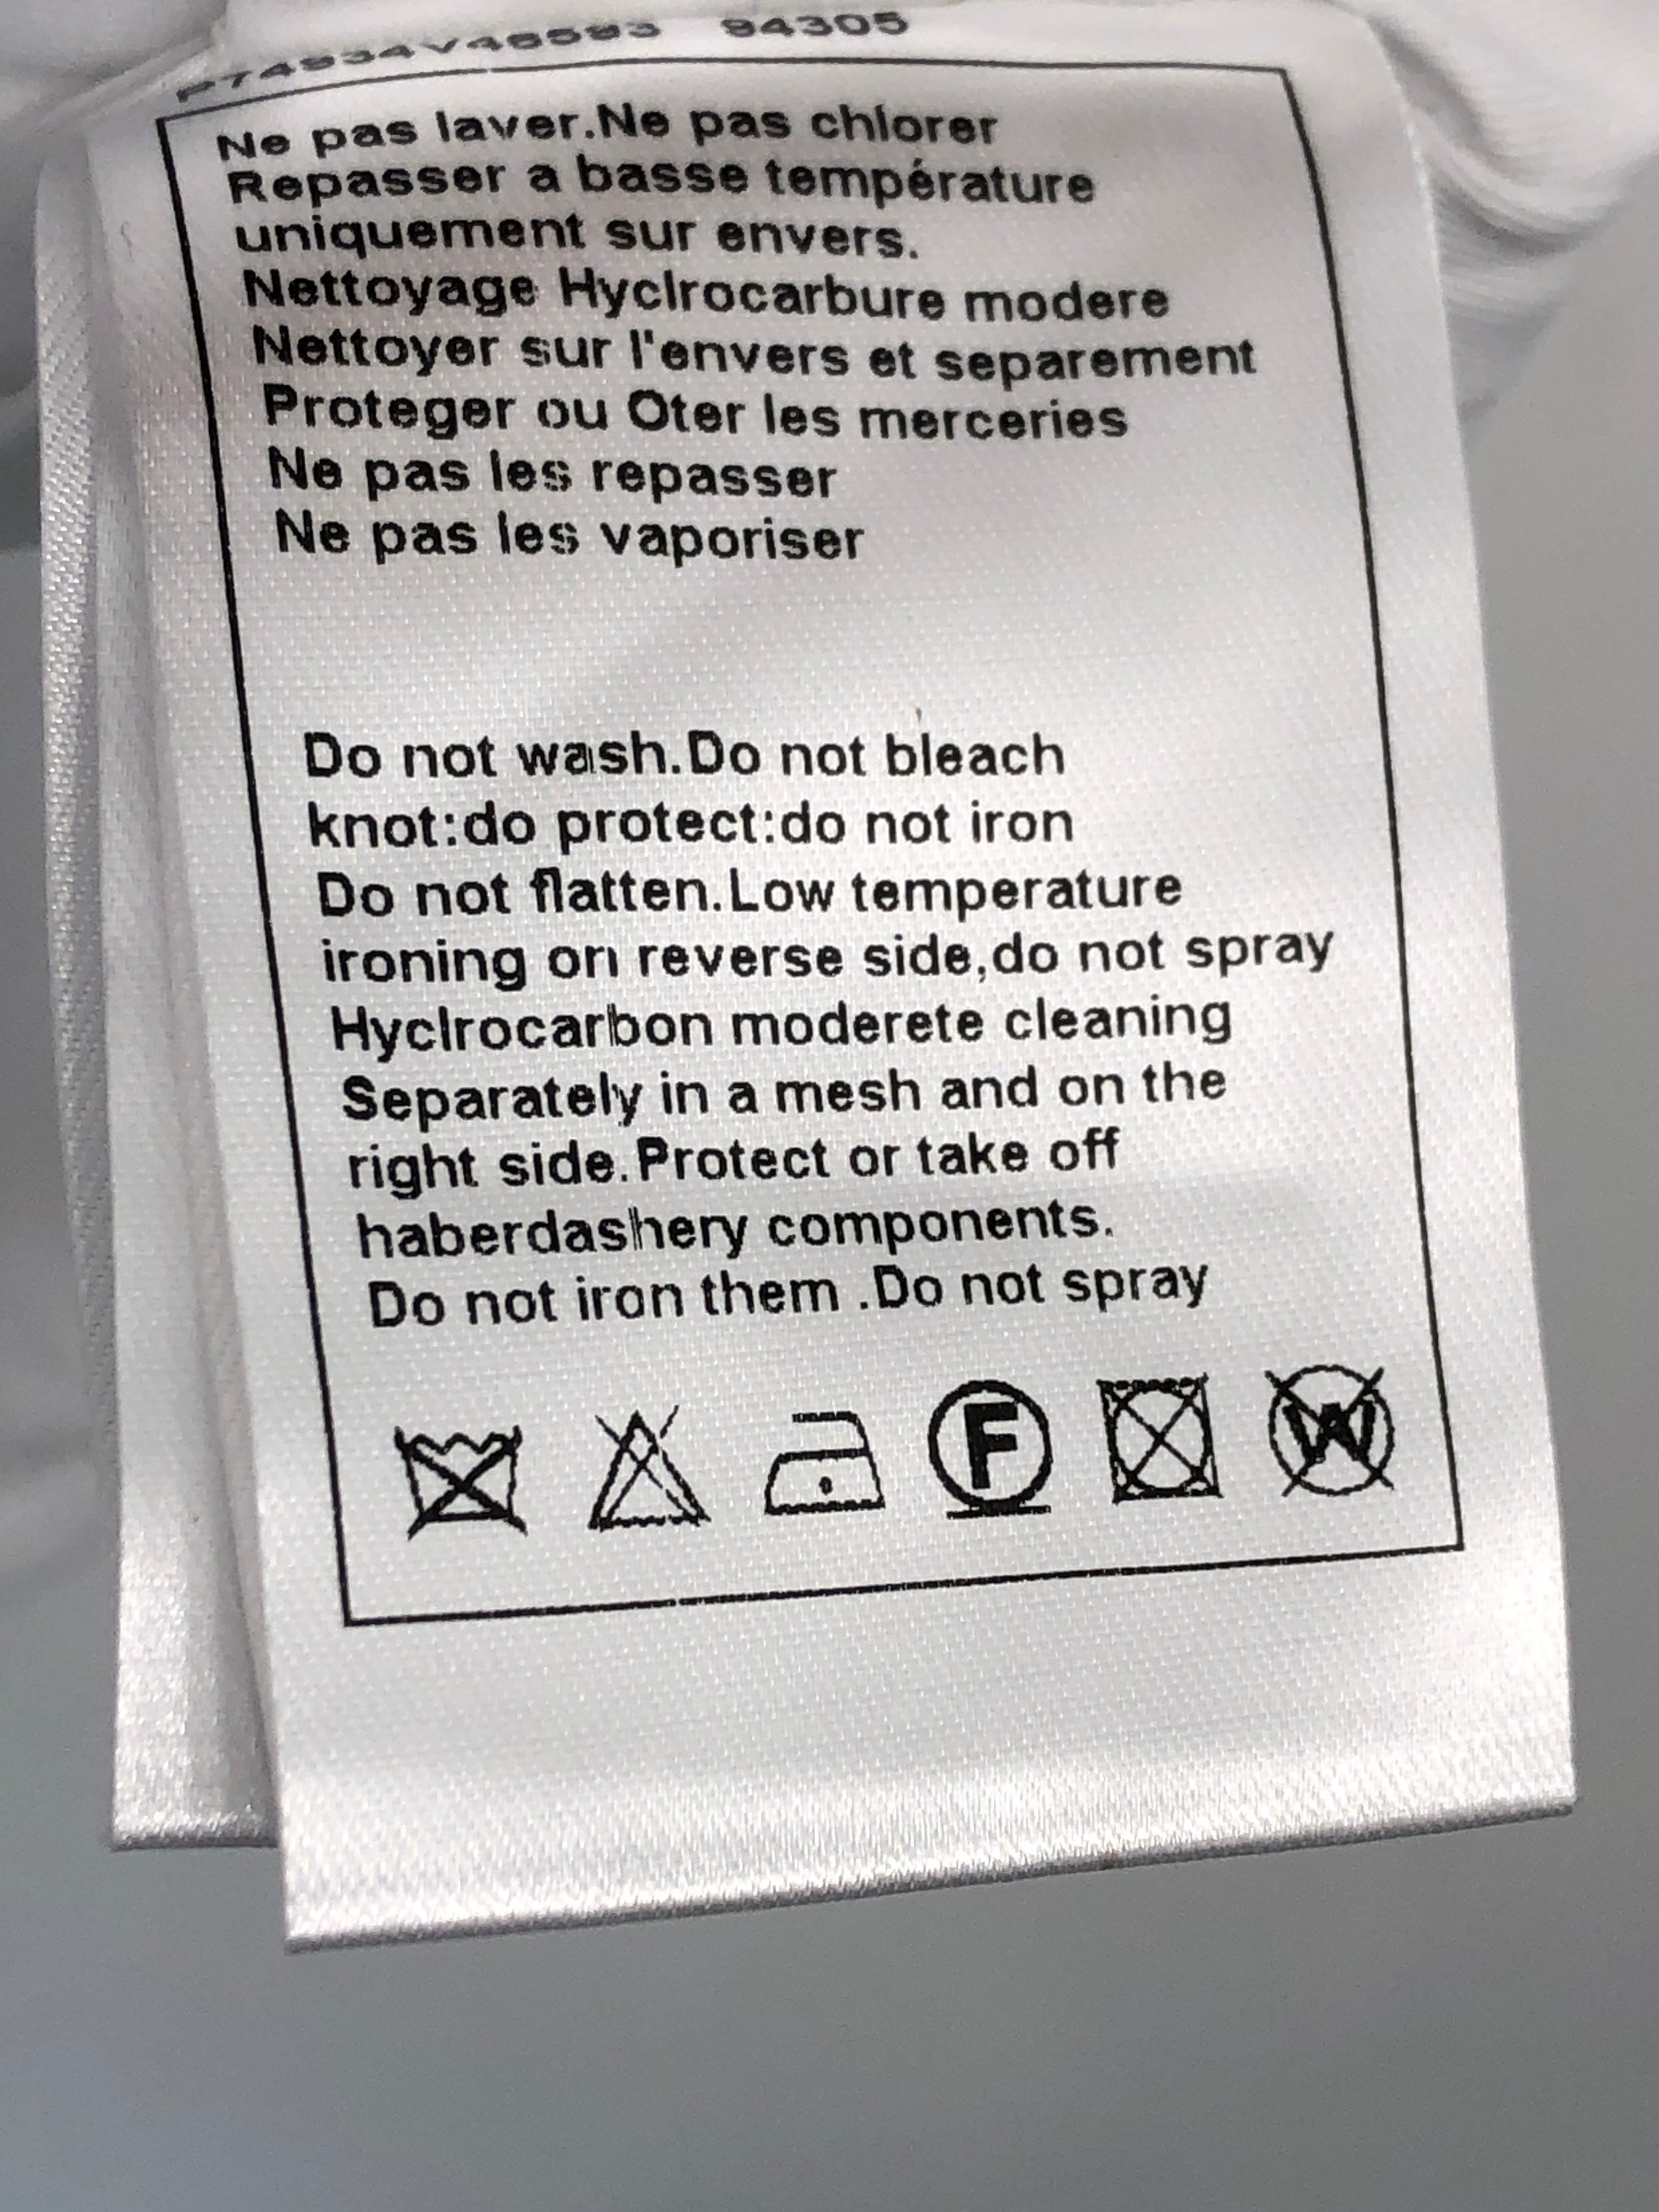 P74934V46593 94305
Ne pas laver.Ne pas chlorer
Repasser a basse température
uniquement sur envers.
Nettoyage Hyclrocarbure modere
Nettoyer sur l'envers et separement
Proteger ou Oter les merceries
Ne pas les repasser
Ne pas les vaporiser
Do not wash.Do not bleach
knot:do protect:do not iron
Do not flatten.Low temperature
ironing on reverse side,do not spray
Hyclrocarbon moderete cleaning
Separately in a mesh and on the
right side.Protect or take off
haberdashery components.
Do not iron them .Do not spray
F W